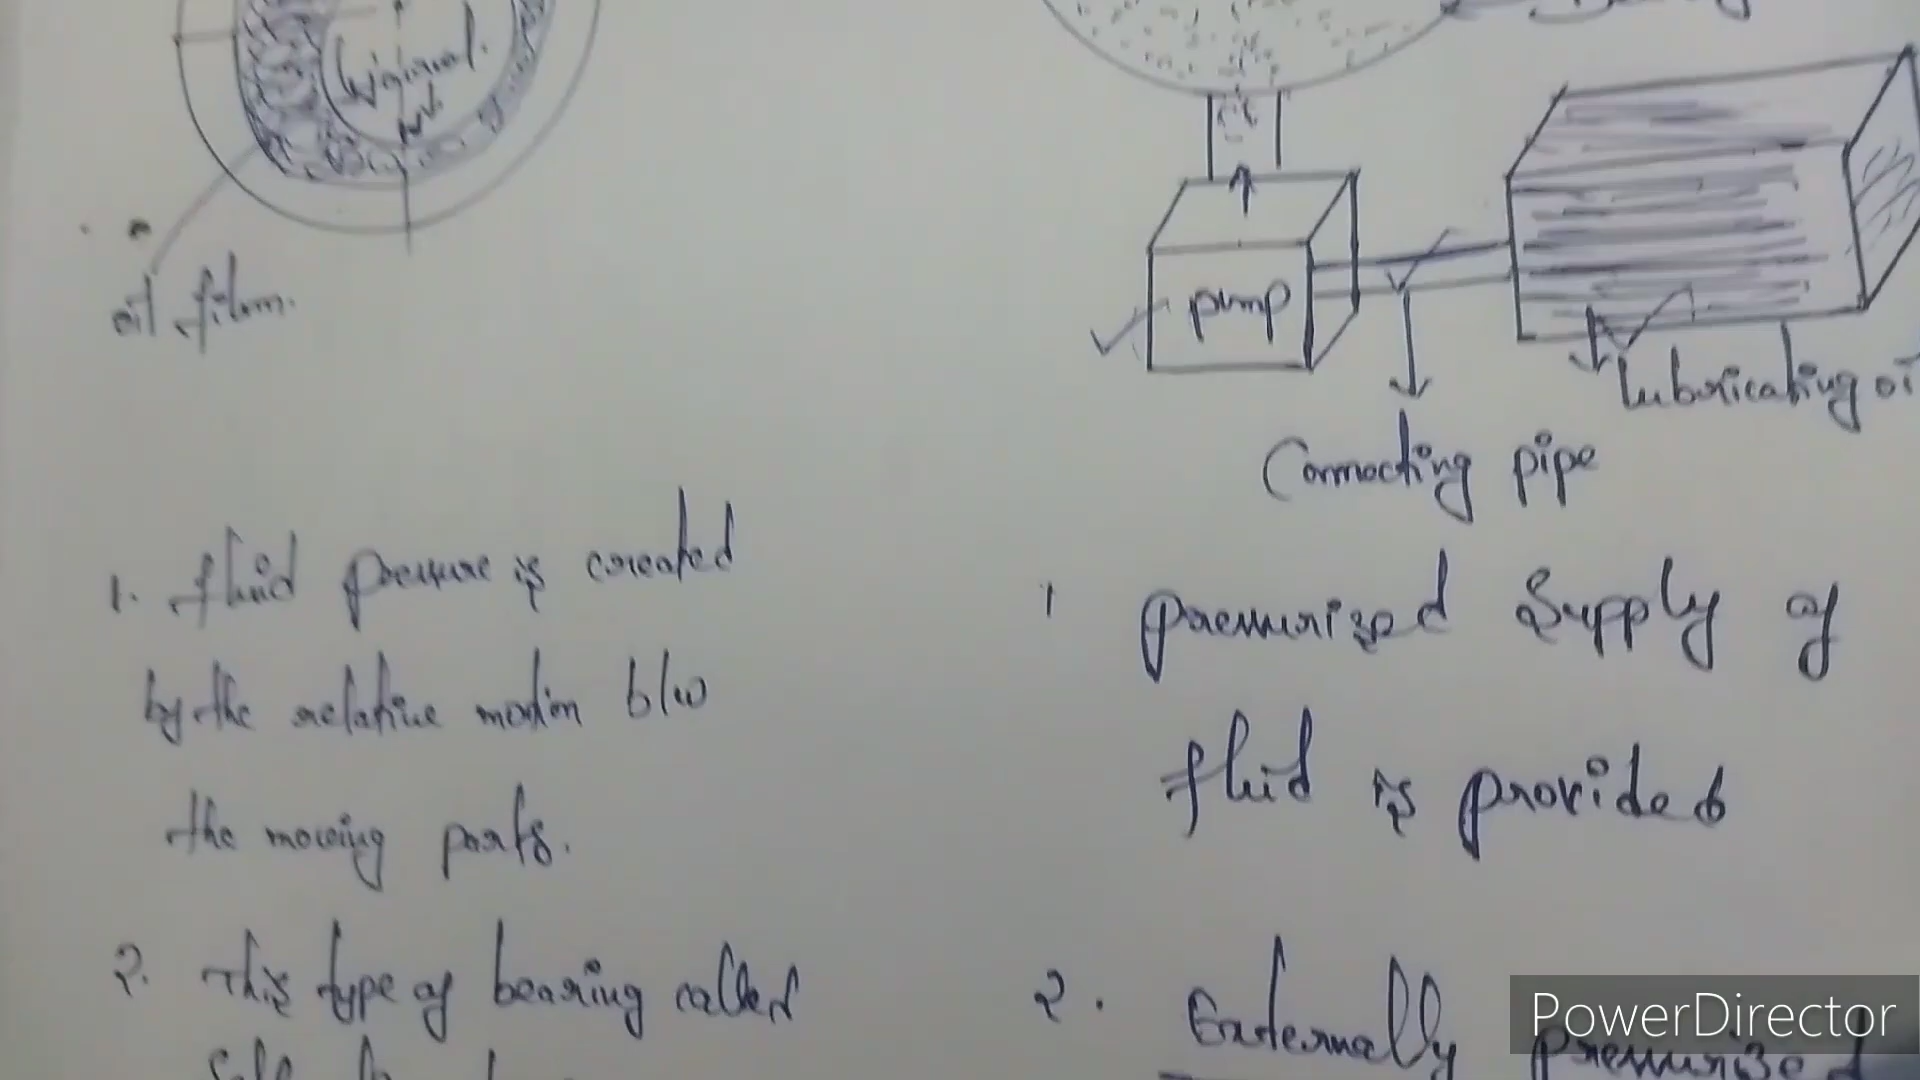 oil film.
pump
lubricating oi
Connecting pipe
1. fluid pressure is created
by the relative motion b/w
the moving parts.
2. This type of bearing called
1 pressurized supply of
fluid is provided
2. Externally pressurized
PowerDirector